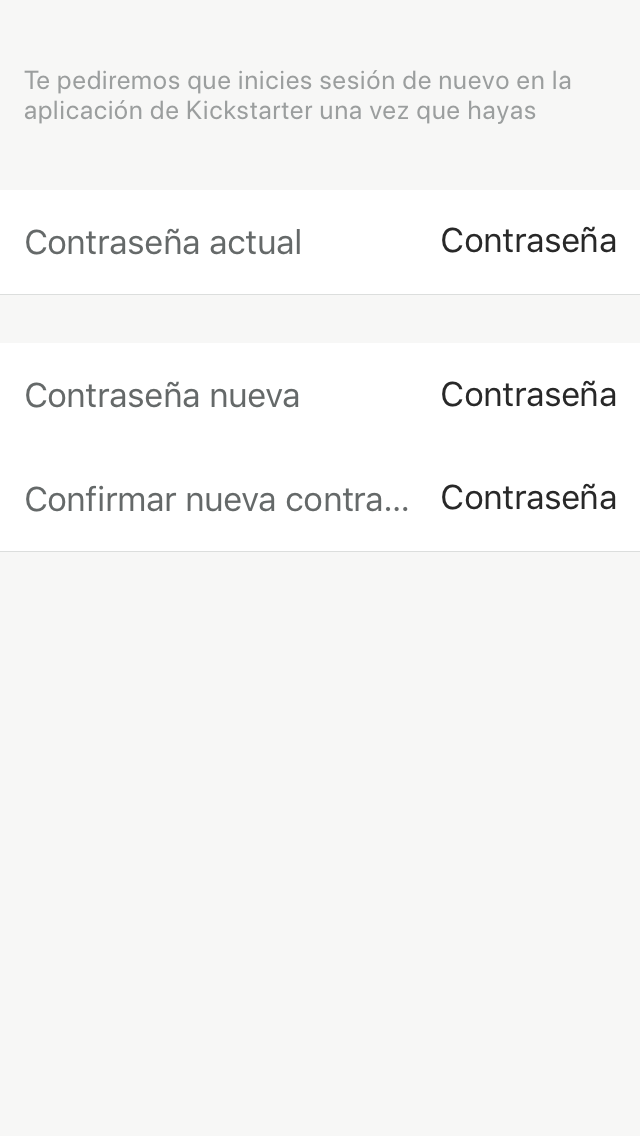 Te pediremos que inicies sesión de nuevo en la
aplicación de Kickstarter una vez que hayas
Contraseña actual Contraseña
Contraseña nueva Contraseña
Confirmar nueva contra... Contraseña